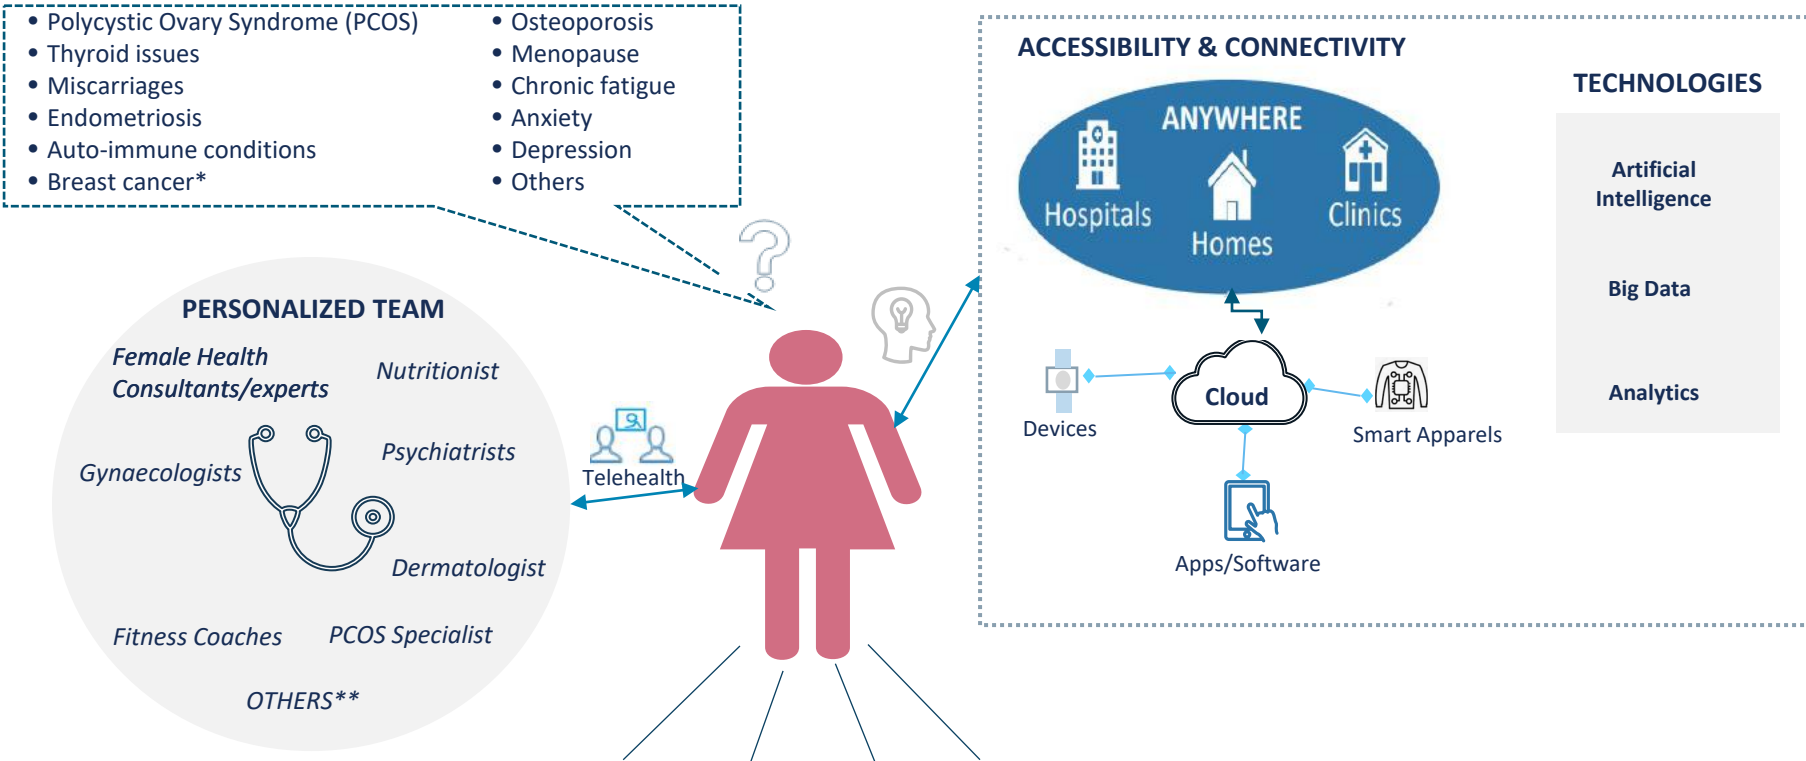 • Polycystic Ovary Syndrome (PCOS)
• Thyroid issues
• Miscarriages
• Endometriosis
• Auto-immune conditions
• Breast cancer*
• Osteoporosis
• Menopause
• Chronic fatigue
• Anxiety
• Depression
• Others
PERSONALIZED TEAM
Female Health
Consultants/experts
Nutritionist
Psychiatrists
Gynaecologists
Dermatologist
Fitness Coaches
PCOS Specialist
OTHERS**
Telehealth
ACCESSIBILITY & CONNECTIVITY
ANYWHERE
Hospitals
Homes
Clinics
Cloud
Devices
Smart Apparels
Apps/Software
TECHNOLOGIES
Artificial
Intelligence
Big Data
Analytics